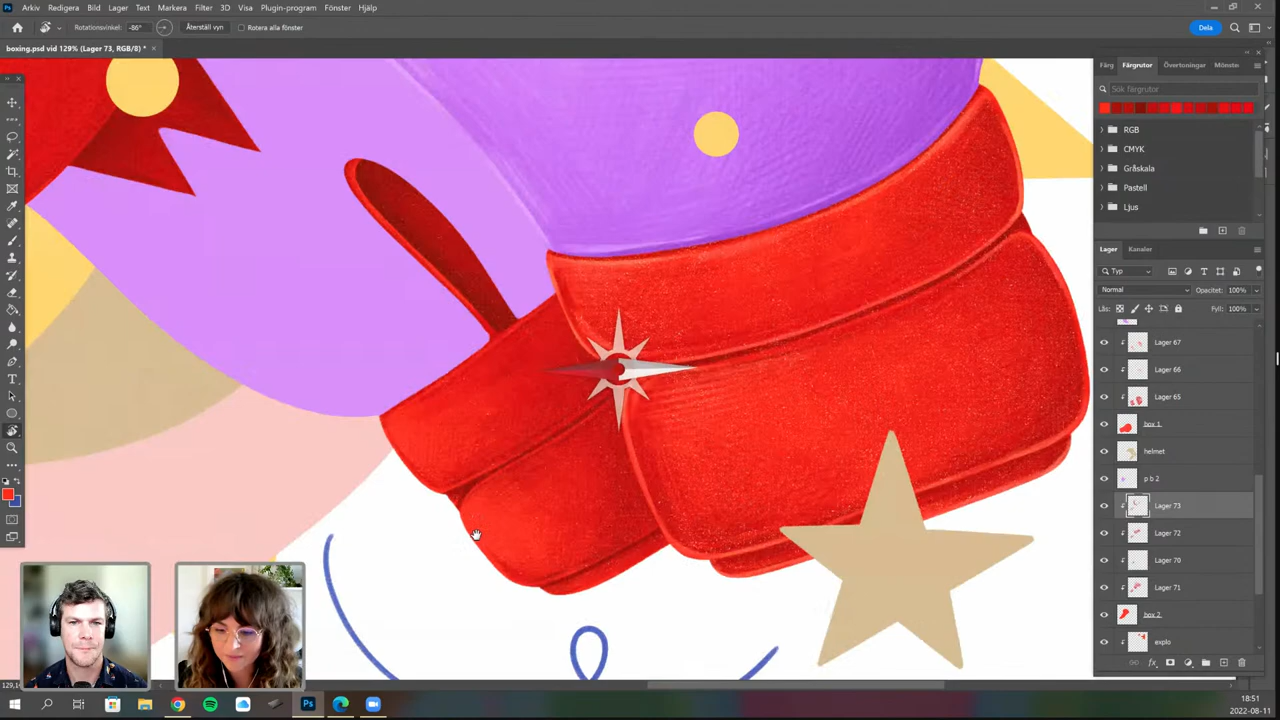 Arkiv Redigera Bild Lager Text Markera Filter 3D Visa Plugin-program Fönster Hjälp
Rotationsvinkel: -86° Återställ vyn Rotera alla fönster Dela
boxing.psd vid 129% (Lager 73, RGB/8) *
Färg Färgrutor Övertoningar Mönste
Sök färgrutor
RGB
CMYK
Gråskala
Pastell
Ljus
Lager Kanaler
Typ
Normal Opacitet: 100%
Lås: Fyll: 100%
Lager 67
Lager 66
Lager 65
box 1
helmet
p b 2
Lager 73
Lager 72
Lager 70
Lager 71
box 2
explo
18:51
2022-08-11